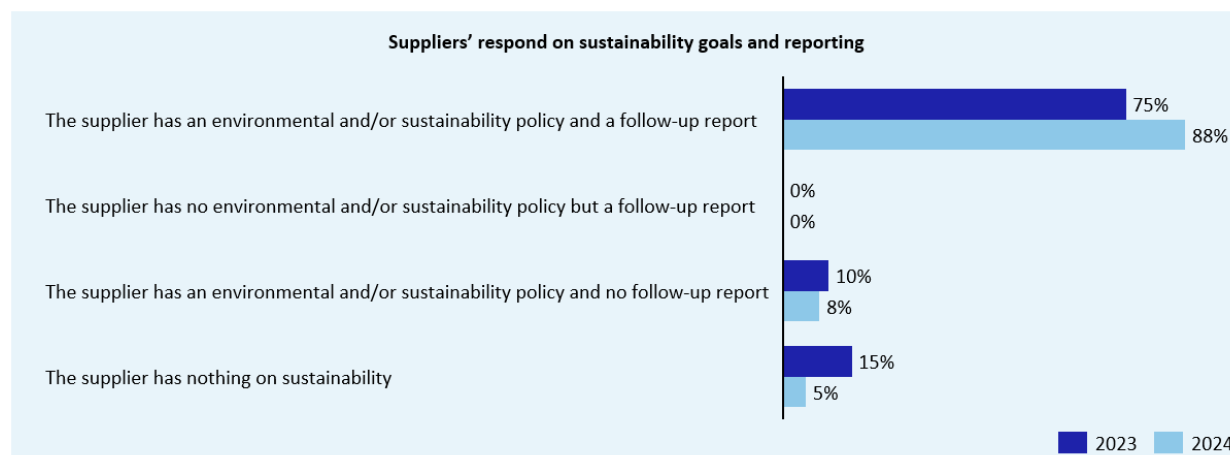 Suppliers’ respond on sustainability goals and reporting
The supplier has an environmental and/or sustainability policy and a follow-up report
75%
88%
The supplier has no environmental and/or sustainability policy but a follow-up report
0%
0%
The supplier has an environmental and/or sustainability policy and no follow-up report
10%
8%
The supplier has nothing on sustainability
15%
5%
2023 2024